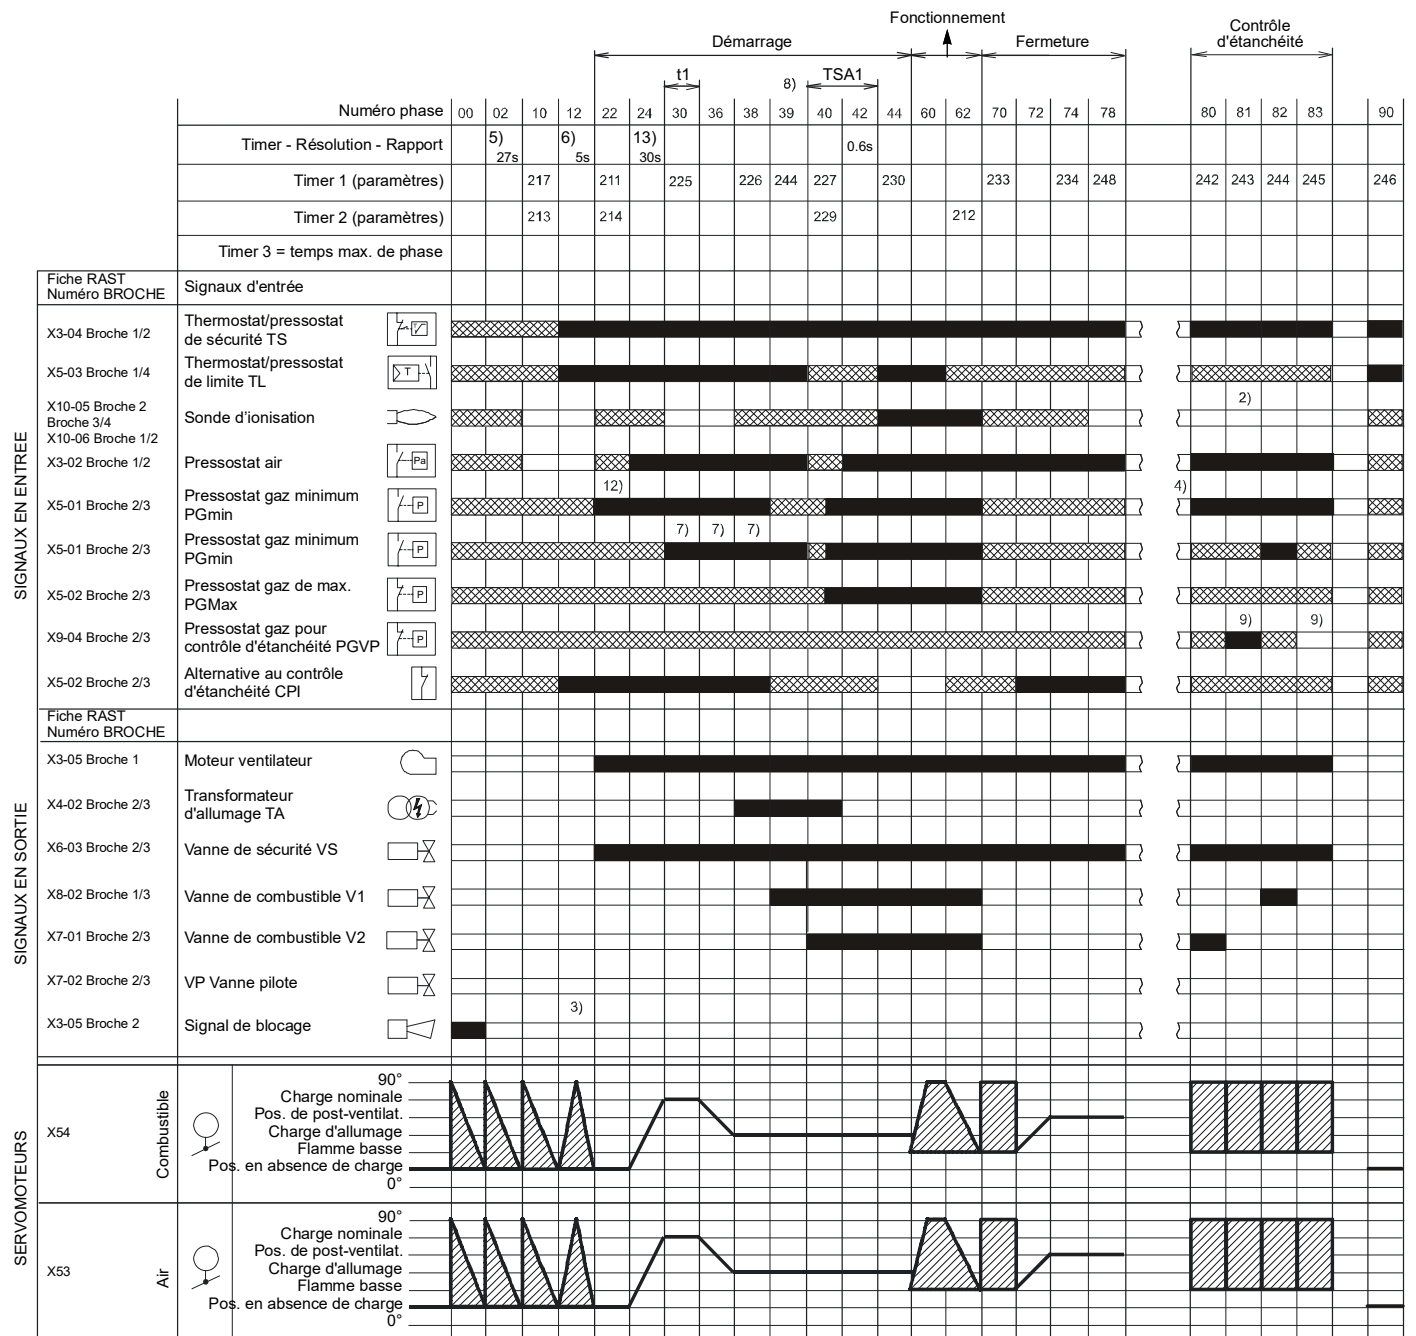 Fonctionnement
Démarrage
Fermeture
Contrôle
d'étanchéité
t1
8)
TSA1
Numéro phase 00 02 10 12 22 24 30 36 38 39 40 42 44 60 62 70 72 74 78 80 81 82 83 90
Timer - Résolution - Rapport 5) 27s 6) 5s 13) 30s 0.6s
Timer 1 (paramètres) 217 211 225 226 244 227 230 233 234 248 242 243 244 245 246
Timer 2 (paramètres) 213 214 229 212
Timer 3 = temps max. de phase
Fiche RAST
Numéro BROCHE
Signaux d'entrée
SIGNAUX EN ENTREE
X3-04 Broche 1/2
Thermostat/pressostat
de sécurité TS
X5-03 Broche 1/4
Thermostat/pressostat
de limite TL
T
2)
X10-05 Broche 2
Broche 3/4
X10-06 Broche 1/2
Sonde d'ionisation
X3-02 Broche 1/2
Pressostat air
Pa
12)
4)
X5-01 Broche 2/3
Pressostat gaz minimum
PGmin
P
7) 7) 7)
X5-01 Broche 2/3
Pressostat gaz minimum
PGmin
P
X5-02 Broche 2/3
Pressostat gaz de max.
PGMax
P
9) 9)
X9-04 Broche 2/3
Pressostat gaz pour
contrôle d'étanchéité PGVP
P
X5-02 Broche 2/3
Alternative au contrôle
d'étanchéité CPI
Fiche RAST
Numéro BROCHE
SIGNAUX EN SORTIE
X3-05 Broche 1
Moteur ventilateur
X4-02 Broche 2/3
Transformateur
d'allumage TA
X6-03 Broche 2/3
Vanne de sécurité VS
X8-02 Broche 1/3
Vanne de combustible V1
X7-01 Broche 2/3
Vanne de combustible V2
X7-02 Broche 2/3
VP Vanne pilote
3)
X3-05 Broche 2
Signal de blocage
SERVOMOTEURS
X54
Combustible
90°
Charge nominale
Pos. de post-ventilat.
Charge d'allumage
Flamme basse
Pos. en absence de charge
0°
X53
Air
90°
Charge nominale
Pos. de post-ventilat.
Charge d'allumage
Flamme basse
Pos. en absence de charge
0°